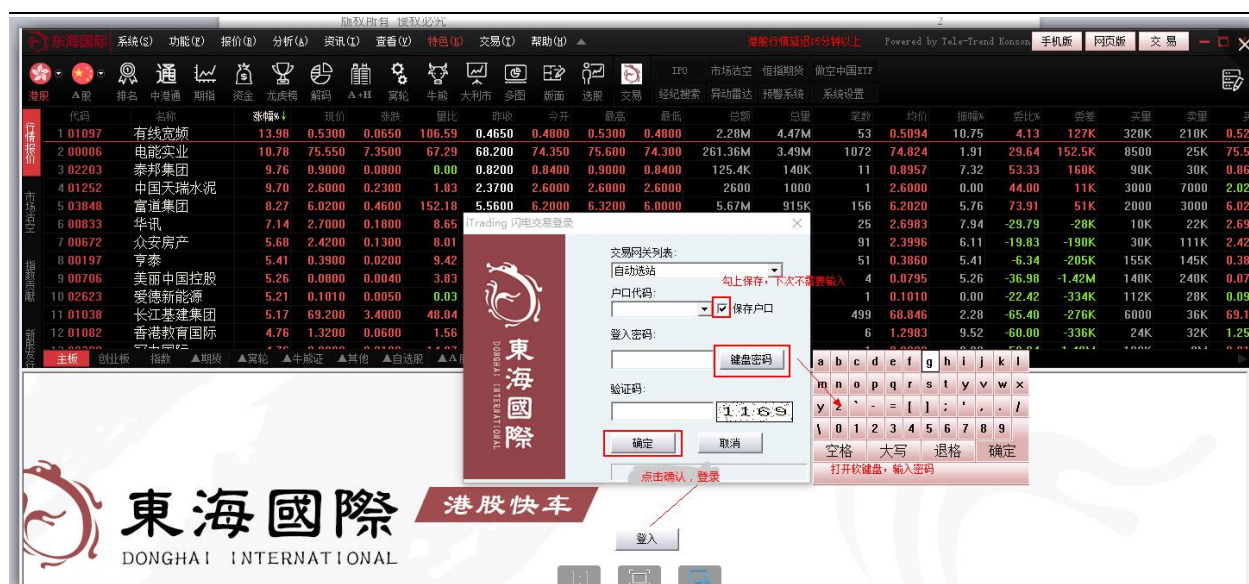 版权所有 侵权必究
2
东海国际 系统(S) 功能(F) 报价(B) 分析(A) 资讯(I) 查看(V) 特色(E) 交易(T) 帮助(H) 港股行情延迟15分钟以上 Powered by Tele-Trend Konson 手机版 网页版 交易
IPO 市场沽空 恒指期货 做空中国ETF
港股 A股 排名 中港通 期指 资金 龙虎榜 解码 A+H 窝轮 牛熊 大利市 多图 版面 选股 交易 经纪搜索 异动雷达 预警系统 系统设置
代码 名称 涨幅%↓ 现价 涨跌 量比 昨收 今开 最高 最低 总额 总量 笔数 均价 振幅% 委比% 委差 买量 卖量
行情报价
1 01097 有线宽频 13.98 0.5300 0.0650 106.59 0.4650 0.4800 0.5300 0.4800 2.28M 4.47M 53 0.5094 10.75 4.13 127K 320K 210K 0.52
2 00006 电能实业 10.78 75.550 7.3500 67.29 68.200 74.350 75.600 74.300 261.36M 3.49M 1072 74.824 1.91 29.64 152.5K 8500 25K 75.5
3 02203 泰邦集团 9.76 0.9000 0.0800 0.00 0.8200 0.8400 0.9000 0.8400 125.4K 140K 11 0.8957 7.32 53.33 160K 90K 30K 0.86
市场沽空
4 01252 中国天瑞水泥 9.70 2.6000 0.2300 1.83 2.3700 2.6000 2.6000 2.6000 2600 1000 1 2.6000 0.00 44.00 11K 3000 7000 2.02
5 03848 富道集团 8.27 6.0200 0.4600 152.18 5.5600 6.2000 6.3200 6.0000 5.67M 915K 156 6.2020 5.76 73.91 51K 2000 3000 6.02
6 00833 华讯 7.14 2.7000 0.1800 8.65 25 2.6983 7.94 -29.79 -28K 10K 22K 2.69
7 00672 众安房产 5.68 2.4200 0.1300 8.01 91 2.3996 6.11 -19.83 -190K 30K 111K 2.42
指数贡献
8 00197 亨泰 5.41 0.3900 0.0200 9.42 51 0.3860 5.41 -6.34 -205K 155K 145K 0.38
9 00706 美丽中国控股 5.26 0.0800 0.0040 3.83 4 0.0795 5.26 -36.98 -1.42M 140K 240K 0.07
10 02623 爱德新能源 5.21 0.1010 0.0050 0.03 1 0.1010 0.00 -22.42 -334K 112K 28K 0.09
11 01038 长江基建集团 5.17 69.200 3.4000 48.04 499 68.846 2.28 -65.40 -276K 6000 36K 69.1
新股发行
12 01082 香港教育国际 4.76 1.3200 0.0600 1.56 6 1.2983 9.52 -60.00 -336K 24K 32K 1.25
主板 创业板 指数 ▲期货 ▲窝轮 ▲牛熊证 ▲其他 ▲自选股
iTrading 闪电交易登录
交易网关列表:
自动选站
勾上保存，下次不需要输入
户口代码:
保存户口
登入密码:
键盘密码
验证码:
1169
确定 取消
点击确认，登录
東海國際
DONGHAI INTERNATIONAL
a b c d e f g h i j k l
m n o p q r s t y v w x
y z ` - = [ ] ; ' , . /
\ 0 1 2 3 4 5 6 7 8 9
空格 大写 退格 确定
打开软键盘，输入密码
東海國際 港股快车
DONGHAI INTERNATIONAL
登入
1:1